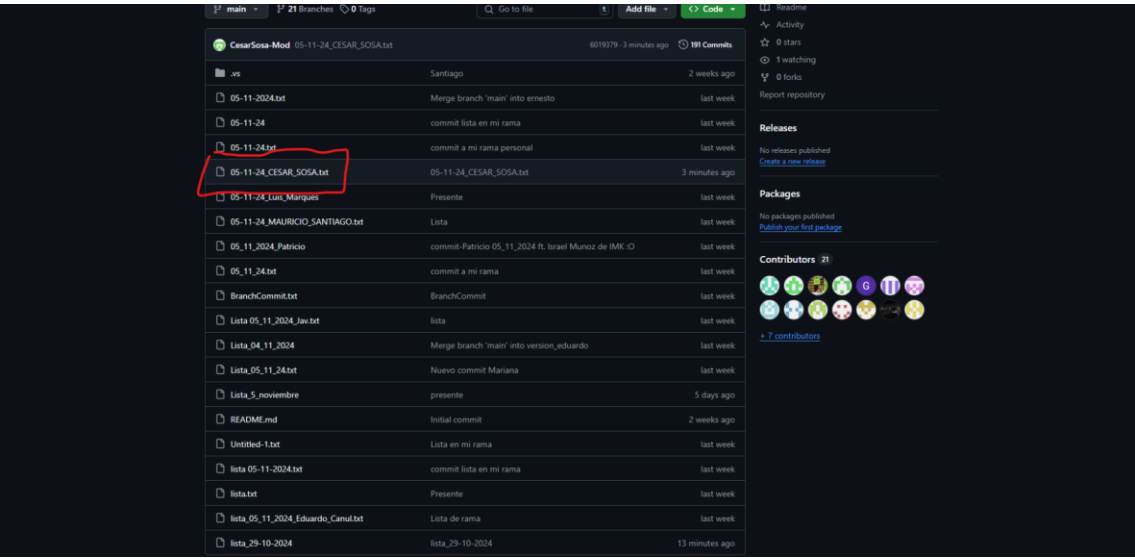 main 21 Branches 0 Tags Go to file t Add file Code
CesarSosa-Mod 05-11-24_CESAR_SOSA.txt 6019379 · 3 minutes ago 191 Commits
.vs Santiago 2 weeks ago
05-11-2024.txt Merge branch 'main' into ernesto last week
05-11-24 commit lista en mi rama last week
05-11-24.txt commit a mi rama personal last week
05-11-24_CESAR_SOSA.txt 05-11-24_CESAR_SOSA.txt 3 minutes ago
05-11-24_Luis_Marques Presente last week
05-11-24_MAURICIO_SANTIAGO.txt Lista last week
05_11_2024_Patricio commit-Patricio 05_11_2024 ft. Israel Munoz de IMK :O last week
05_11_24.txt commit a mi rama last week
BranchCommit.txt BranchCommit last week
Lista 05_11_2024_Jav.txt lista last week
Lista_04_11_2024 Merge branch 'main' into version_eduardo last week
Lista_05_11_24.txt Nuevo commit Mariana last week
Lista_5_noviembre presente 5 days ago
README.md Initial commit 2 weeks ago
Untitled-1.txt Lista en mi rama last week
lista 05-11-2024.txt commit lista en mi rama last week
lista.txt Presente last week
lista_05_11_2024_Eduardo_Canul.txt Lista de rama last week
lista_29-10-2024 lista_29-10-2024 13 minutes ago
Readme
Activity
0 stars
1 watching
0 forks
Report repository
Releases
No releases published
Create a new release
Packages
No packages published
Publish your first package
Contributors 21
G
+ 7 contributors